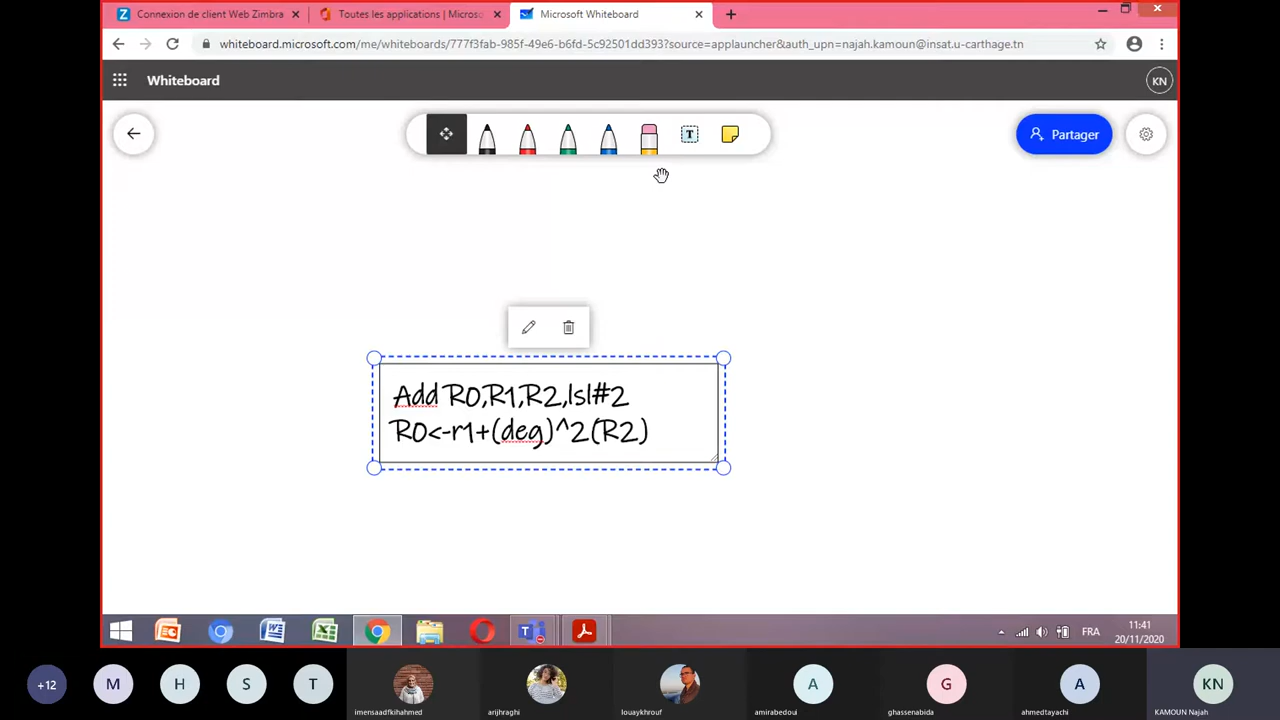 Connexion de client Web Zimbra
Toutes les applications | Microso
Microsoft Whiteboard
whiteboard.microsoft.com/me/whiteboards/777f3fab-985f-49e6-b6fd-5c92501dd393?source=applauncher&auth_upn=najah.kamoun@insat.u-carthage.tn
Whiteboard
KN
T
Partager
Add R0,R1,R2,lsl#2
R0<-r1+(deg)^2(R2)
FRA
11:41
20/11/2020
+12
M
H
S
T
imensaadfkihahmed
arijhraghi
louaykhrouf
A
amirabedoui
G
ghassenabida
A
ahmedtayachi
KN
KAMOUN Najah